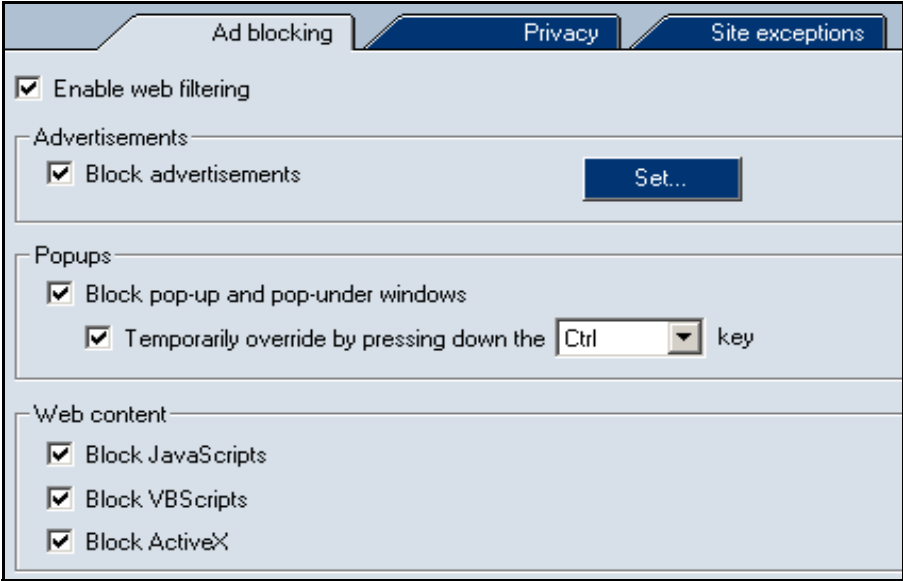 Ad blocking Privacy Site exceptions
Enable web filtering
Advertisements
Block advertisements Set...
Popups
Block pop-up and pop-under windows
Temporarily override by pressing down the Ctrl key
Web content
Block JavaScripts
Block VBScripts
Block ActiveX